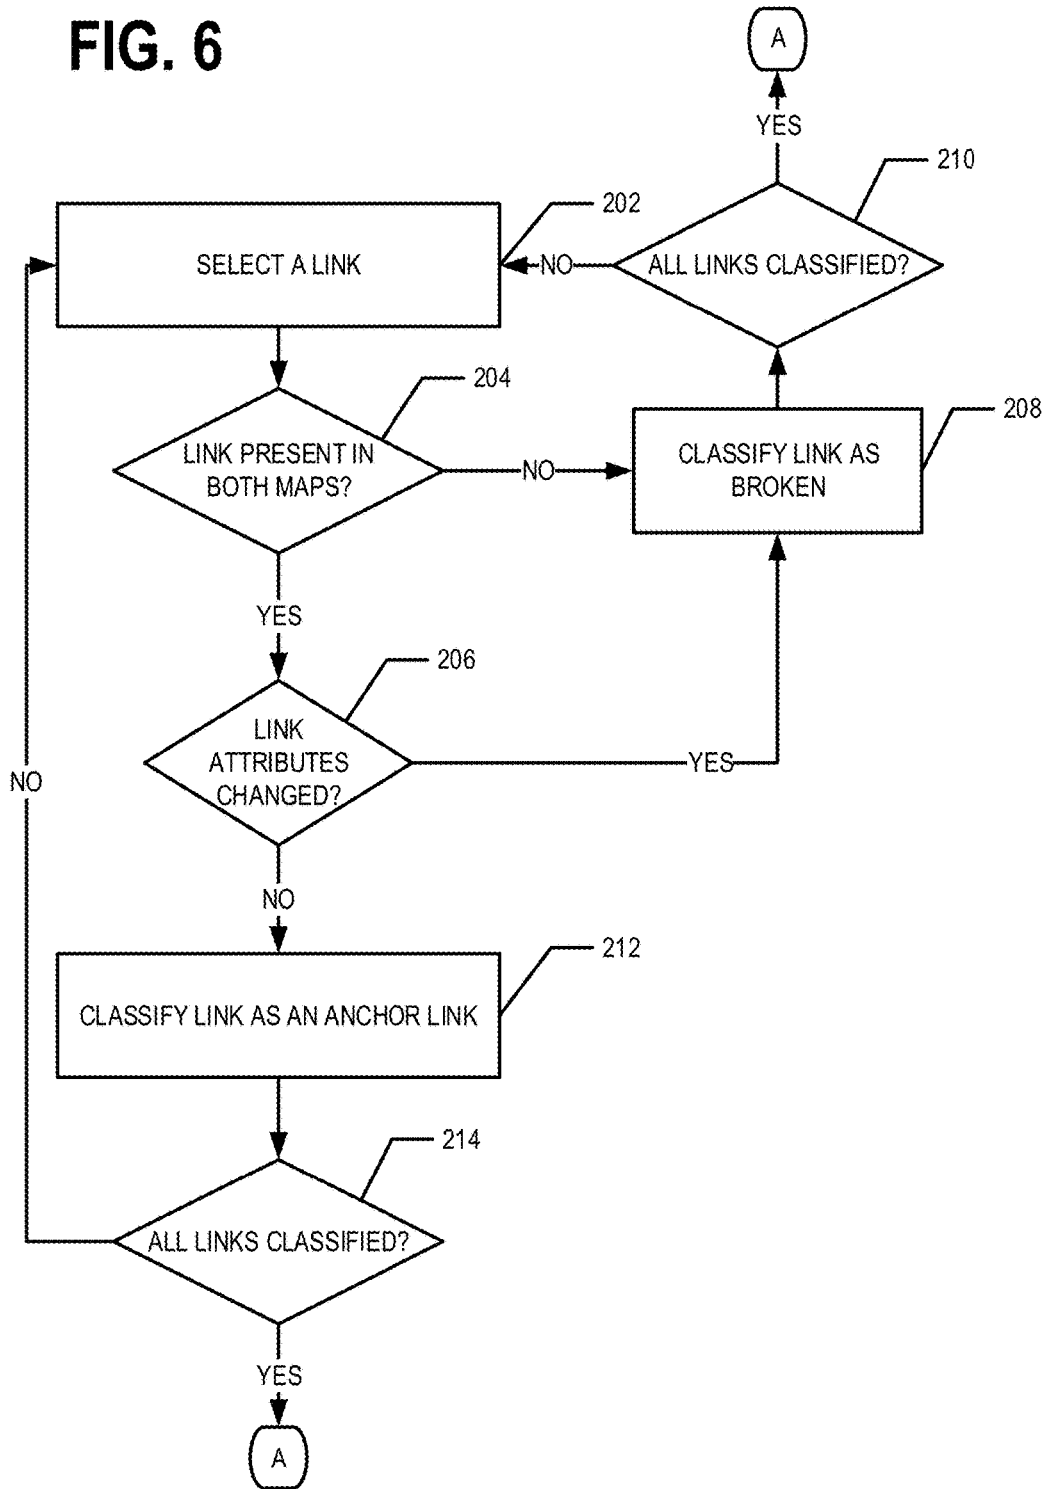 FIG. 6
A
YES
210
202
SELECT A LINK
NO
ALL LINKS CLASSIFIED?
204
LINK PRESENT IN
BOTH MAPS?
NO
208
CLASSIFY LINK AS
BROKEN
YES
206
LINK
ATTRIBUTES
CHANGED?
YES
NO
NO
212
CLASSIFY LINK AS AN ANCHOR LINK
214
ALL LINKS CLASSIFIED?
YES
A